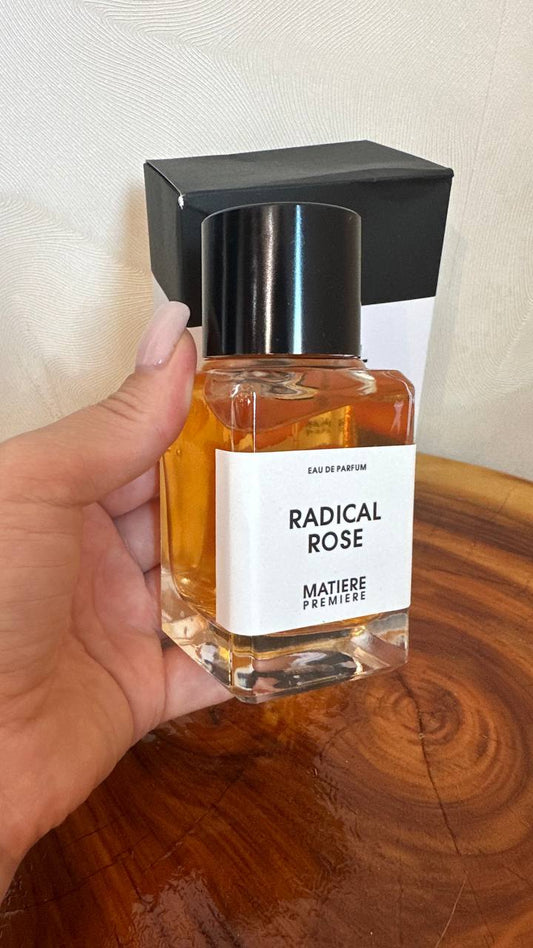 EAU DE PARFUM
RADICAL
ROSE
MATIERE
PREMIERE